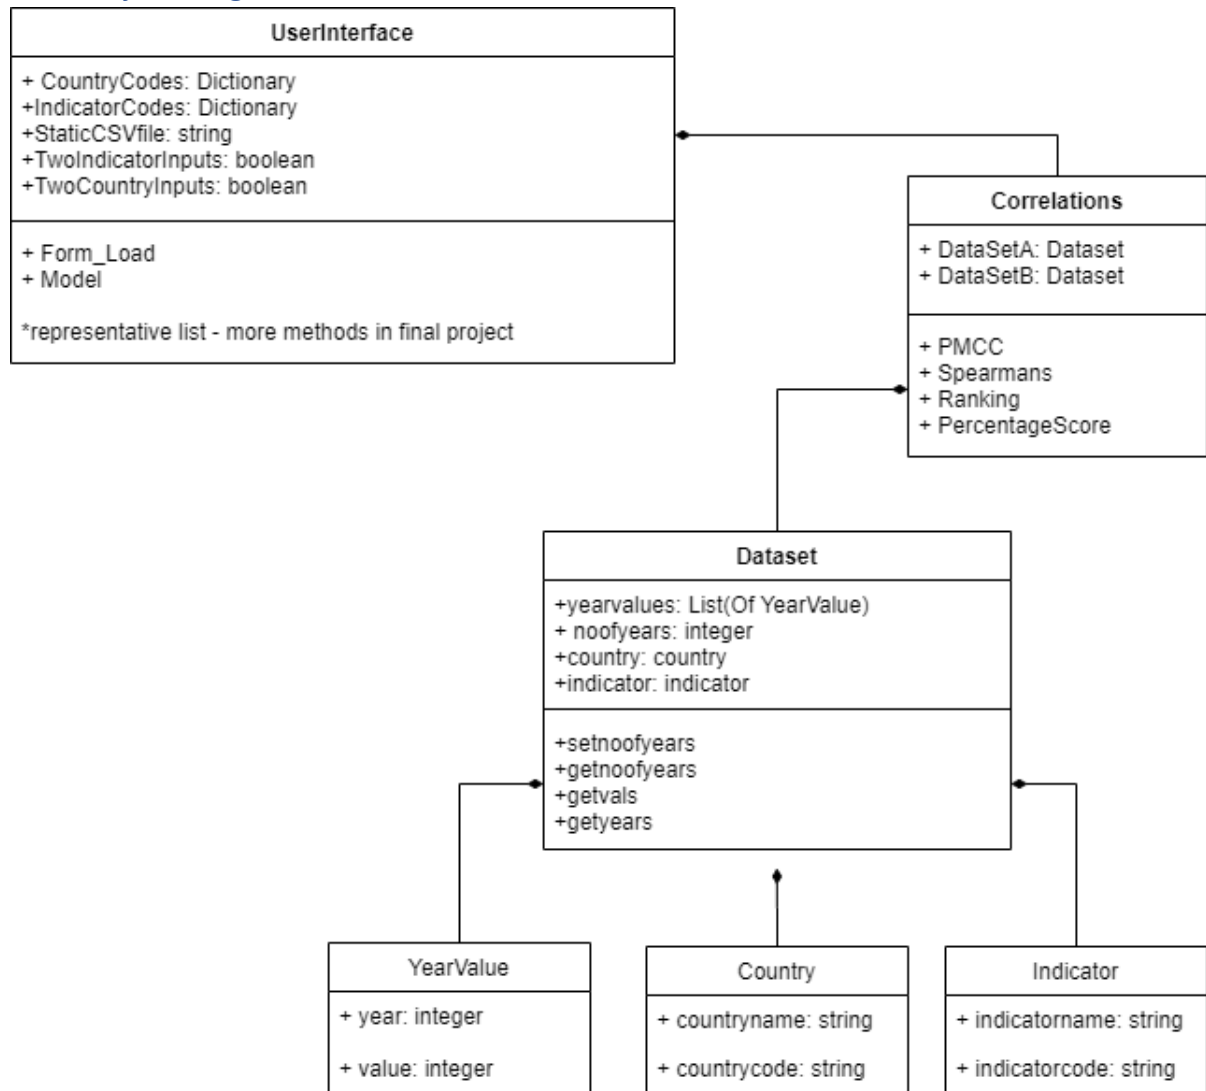 UserInterface
+ CountryCodes: Dictionary
+IndicatorCodes: Dictionary
+StaticCSVfile: string
+TwoIndicatorInputs: boolean
+TwoCountryInputs: boolean
+ Form_Load
+ Model
*representative list - more methods in final project
Correlations
+ DataSetA: Dataset
+ DataSetB: Dataset
+ PMCC
+ Spearmans
+ Ranking
+ PercentageScore
Dataset
+yearvalues: List(Of YearValue)
+ noofyears: integer
+country: country
+indicator: indicator
+setnoofyears
+getnoofyears
+getvals
+getyears
YearValue
+ year: integer
+ value: integer
Country
+ countryname: string
+ countrycode: string
Indicator
+ indicatorname: string
+ indicatorcode: string